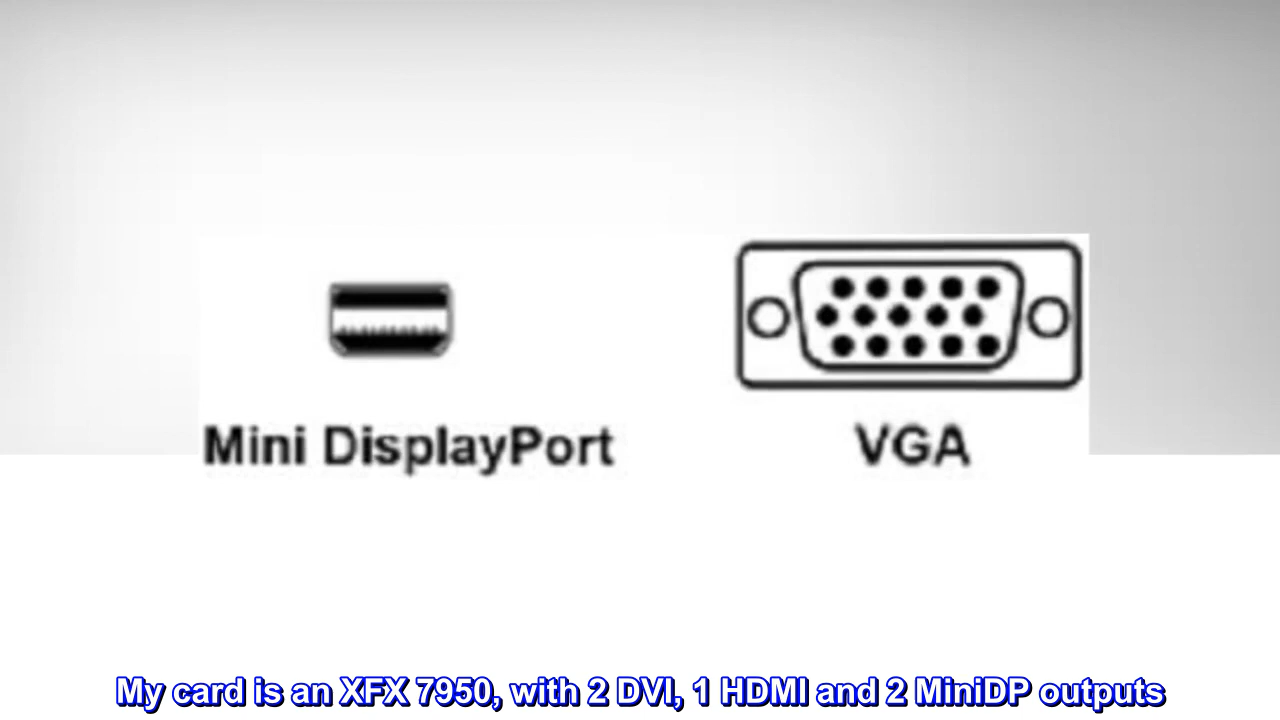 Mini DisplayPort
VGA
My card is an XFX 7950, with 2 DVI, 1 HDMI and 2 MiniDP outputs